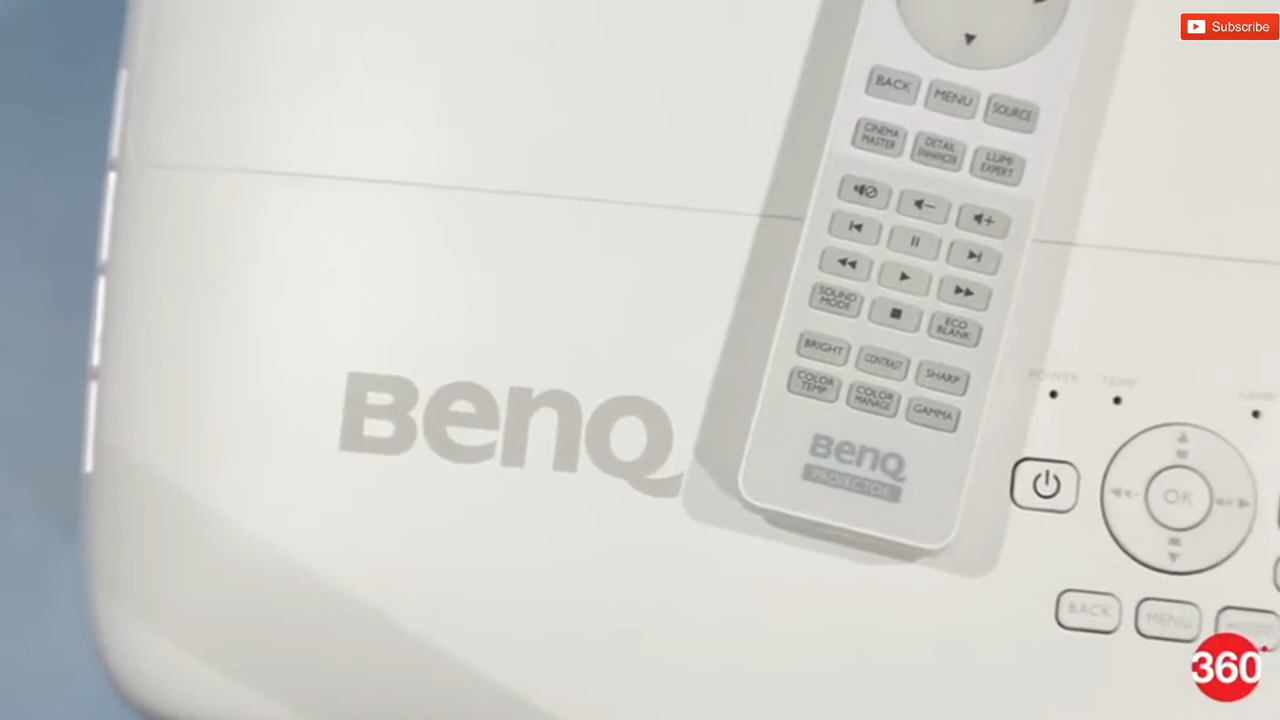 Subscribe
BACK MENU SOURCE
CINEMA MASTER DETAIL ENHANCER LUMI EXPERT
SOUND MODE ECO BLANK
BRIGHT CONTRAST SHARP
COLOR TEMP COLOR MANAGE GAMMA
BenQ
BenQ
PROJECTOR
POWER TEMP
OK
BACK MENU
360